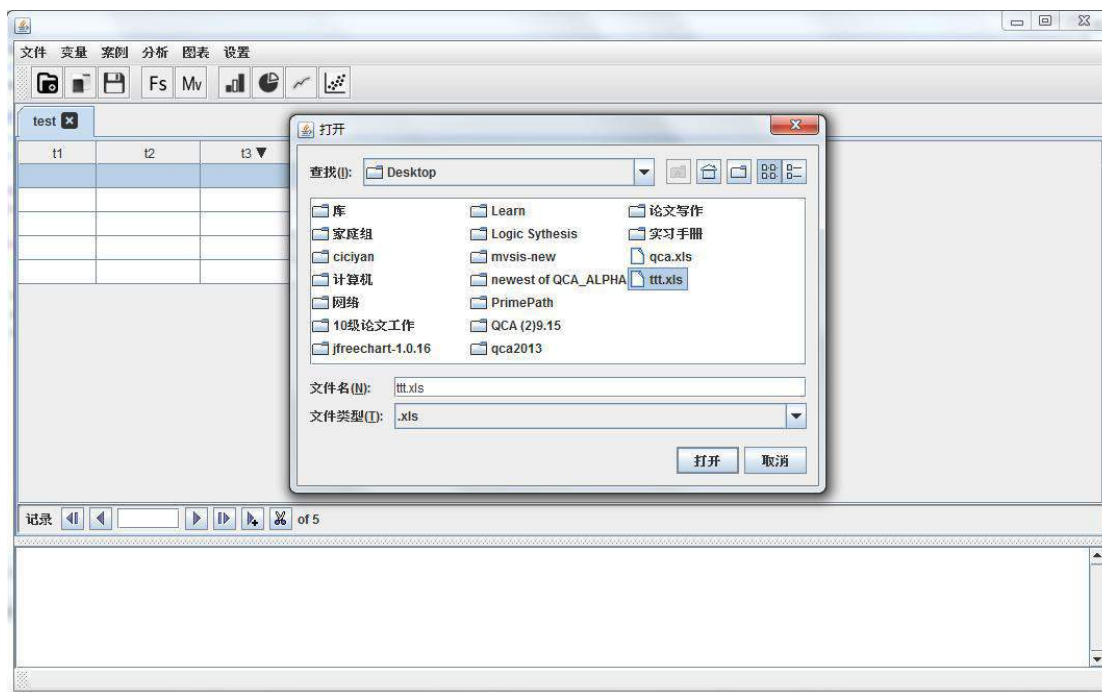 文件 变量 案例 分析 图表 设置
Fs Mv
test
t1 t2 t3
打开
查找(I): Desktop
库 Learn 论文写作
家庭组 Logic Sythesis 实习手册
ciciyan mvsis-new qca.xls
计算机 newest of QCA_ALPHA ttt.xls
网络 PrimePath
10级论文工作 QCA (2)9.15
jfreechart-1.0.16 qca2013
文件名(N): ttt.xls
文件类型(T): .xls
打开 取消
记录 of 5